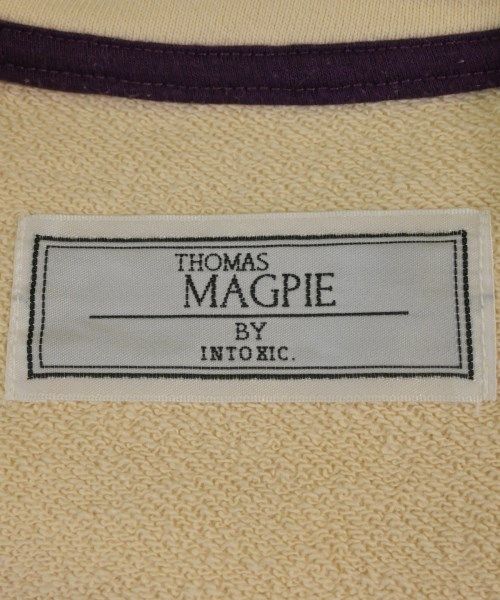 THOMAS
MAGPIE
BY
INTOXIC.